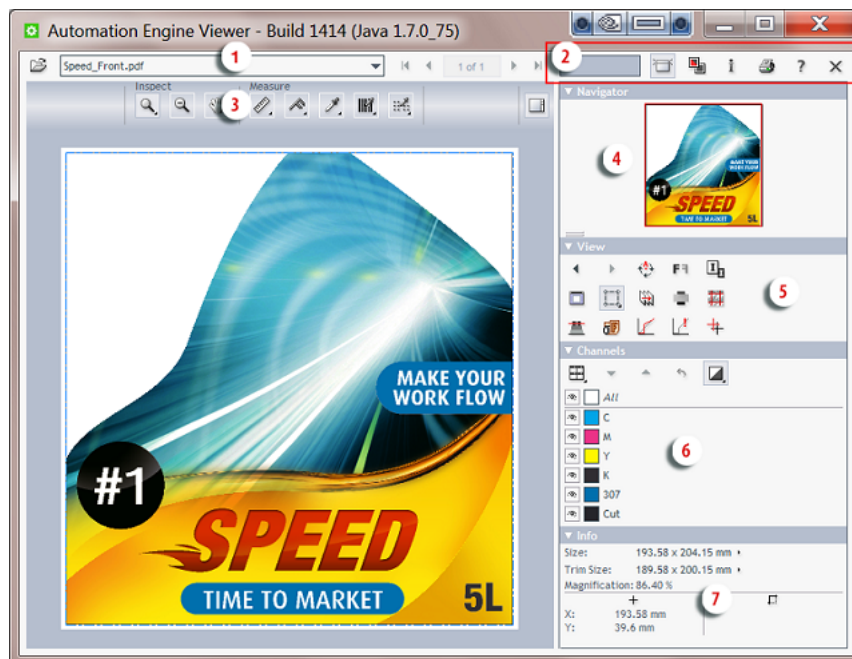 Automation Engine Viewer - Build 1414 (Java 1.7.0_75)
Speed_Front.pdf
1
1 of 1
2
i
?
Inspect
Measure
3
Navigator
4
MAKE YOUR
WORK FLOW
#1
SPEED
TIME TO MARKET
5L
View
5
Channels
All
C
M
Y
K
307
Cut
6
Info
Size: 193.58 x 204.15 mm
Trim Size: 189.58 x 200.15 mm
Magnification: 86.40 %
7
X: 193.58 mm
Y: 39.6 mm
MAKE YOUR
WORK FLOW
#1
SPEED
TIME TO MARKET
5L